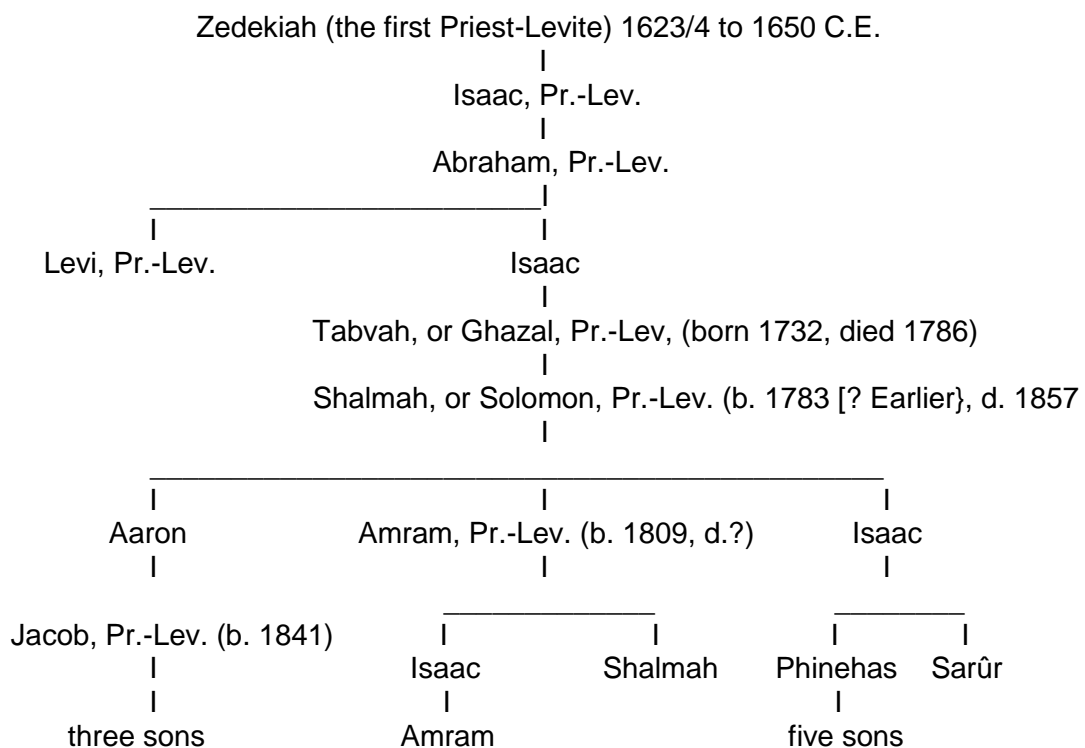 Zedekiah (the first Priest-Levite) 1623/4 to 1650 C.E.
Isaac, Pr.-Lev.
Abraham, Pr.-Lev.
Levi, Pr.-Lev. Isaac
Tabvah, or Ghazal, Pr.-Lev, (born 1732, died 1786)
Shalmah, or Solomon, Pr.-Lev. (b. 1783 [? Earlier}, d. 1857
Aaron Amram, Pr.-Lev. (b. 1809, d.?) Isaac
Jacob, Pr.-Lev. (b. 1841)
Isaac Shalmah Phinehas Sarûr
three sons Amram five sons